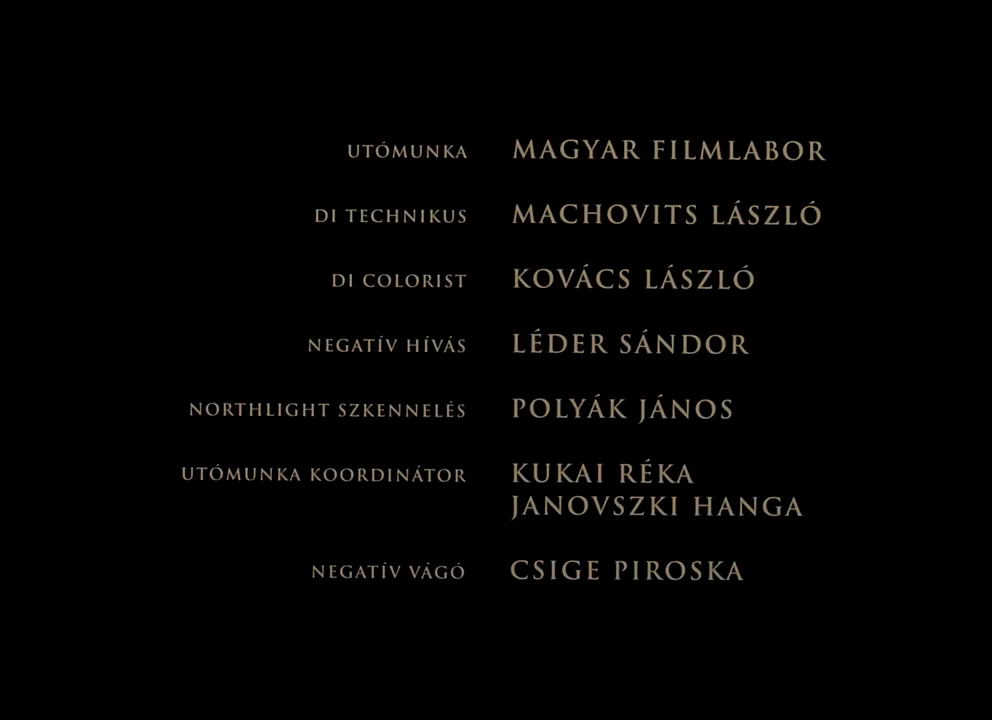 UTÓMUNKA MAGYAR FILMLABOR
DI TECHNIKUS MACHOVITS LÁSZLÓ
DI COLORIST KOVÁCS LÁSZLÓ
NEGATÍV HÍVÁS LÉDER SÁNDOR
NORTHLIGHT SZKENNELÉS POLYÁK JÁNOS
UTÓMUNKA KOORDINÁTOR KUKAI RÉKA
JANOVSZKI HANGA
NEGATÍV VÁGÓ CSIGE PIROSKA